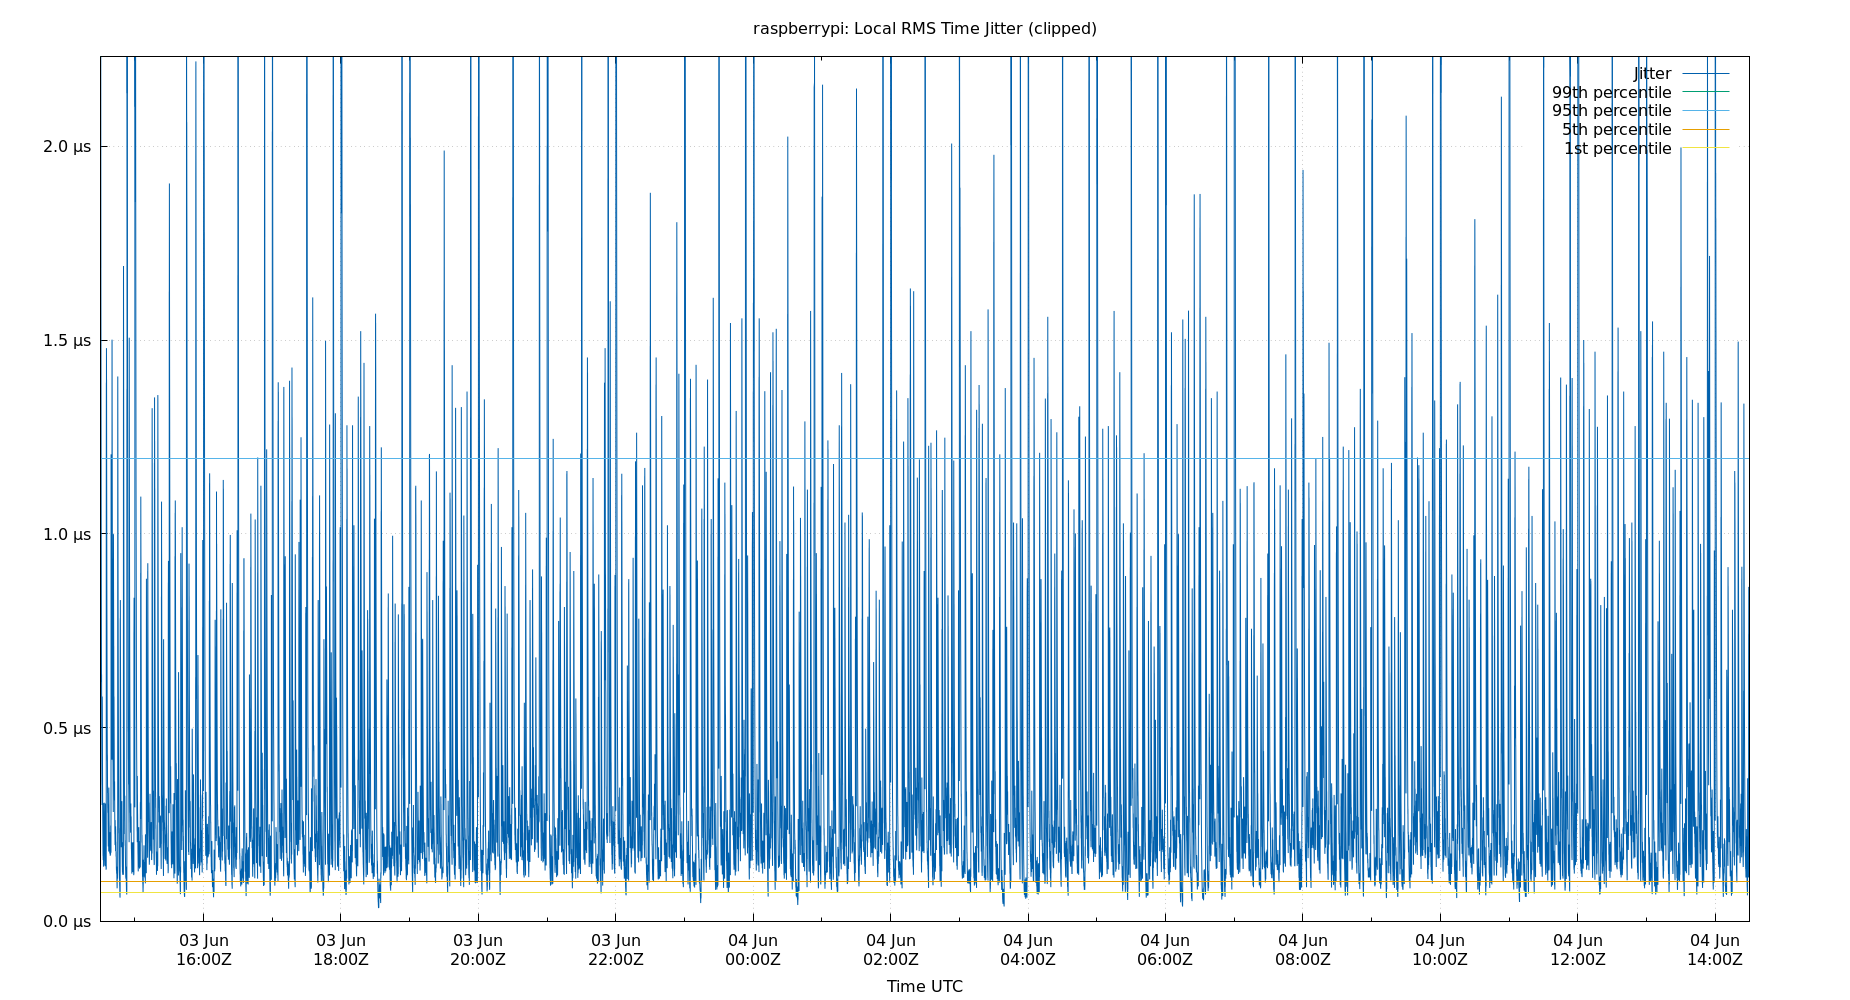 raspberrypi: Local RMS Time Jitter (clipped)
Jitter
99th percentile
95th percentile
5th percentile
1st percentile
2.0 µs
1.5 µs
1.0 µs
0.5 µs
0.0 µs
03 Jun 03 Jun 03 Jun 03 Jun 04 Jun 04 Jun 04 Jun 04 Jun 04 Jun 04 Jun 04 Jun 04 Jun
16:00Z 18:00Z 20:00Z 22:00Z 00:00Z 02:00Z 04:00Z 06:00Z 08:00Z 10:00Z 12:00Z 14:00Z
Time UTC